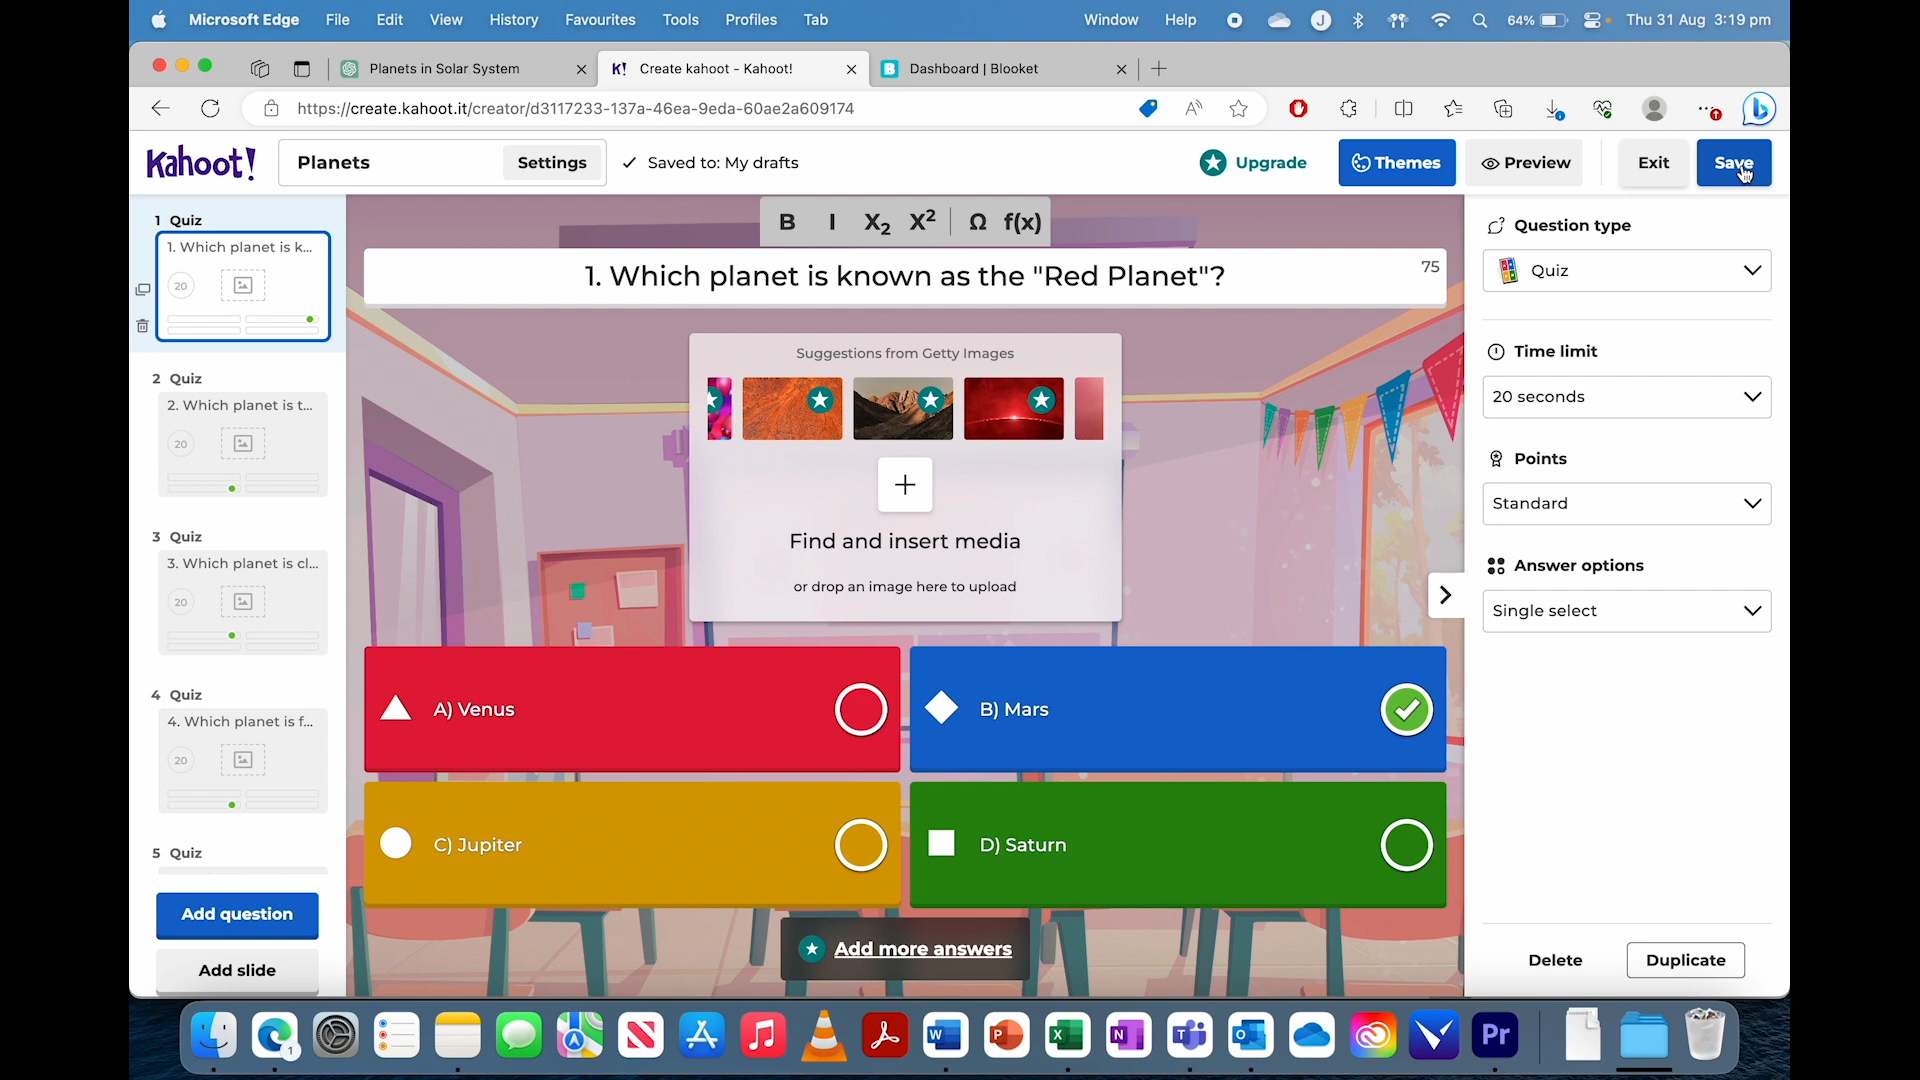 Microsoft Edge File Edit View History Favourites Tools Profiles Tab Window Help J 64% Thu 31 Aug 3:19 pm
Planets in Solar System
K! Create kahoot - Kahoot!
B Dashboard | Blooket
https://create.kahoot.it/creator/d3117233-137a-46ea-9eda-60ae2a609174
Kahoot!
Planets
Settings
Saved to: My drafts
Upgrade
Themes
Preview
Exit
Save
1 Quiz
1. Which planet is k...
20
2 Quiz
2. Which planet is t...
20
3 Quiz
3. Which planet is cl...
20
4 Quiz
4. Which planet is f...
20
5 Quiz
Add question
Add slide
B I X2 X2 Ω f(x)
1. Which planet is known as the "Red Planet"?
75
Suggestions from Getty Images
Find and insert media
or drop an image here to upload
A) Venus
B) Mars
C) Jupiter
D) Saturn
Add more answers
Question type
Quiz
Time limit
20 seconds
Points
Standard
Answer options
Single select
Delete
Duplicate
1
W
P
X
N
T
O
Pr